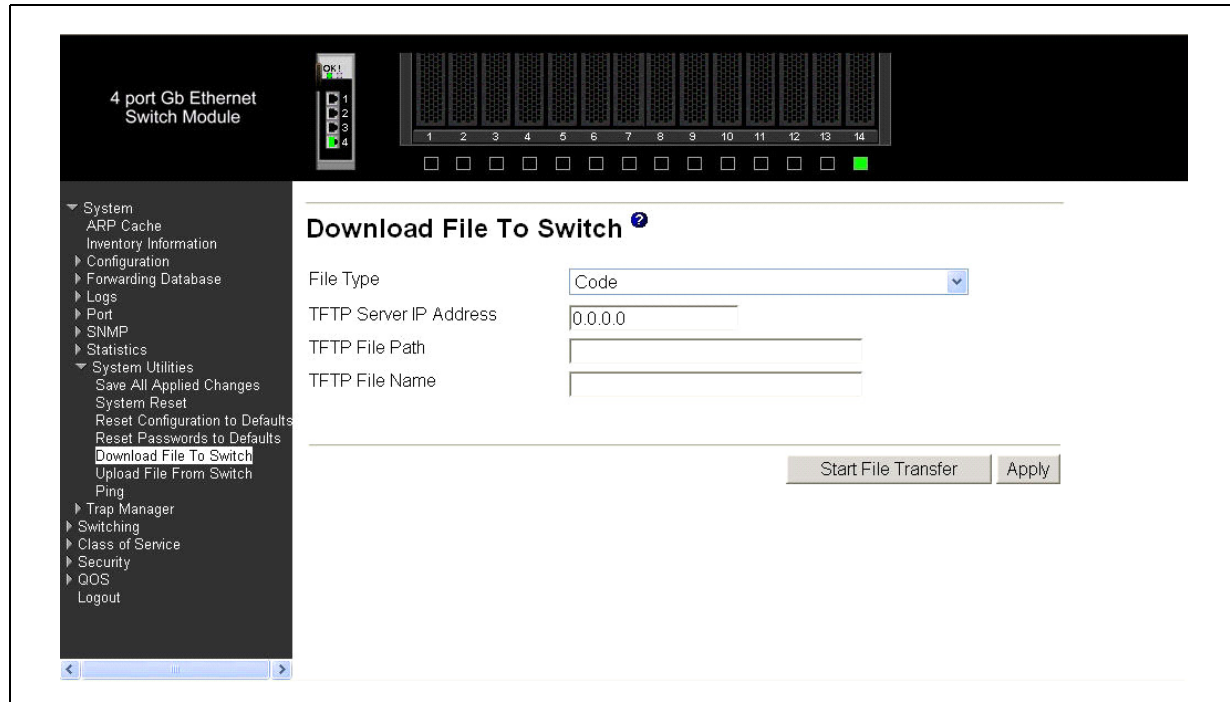 4 port Gb Ethernet
Switch Module
OK!
1
2
3
4
1 2 3 4 5 6 7 8 9 10 11 12 13 14
System
ARP Cache
Inventory Information
Configuration
Forwarding Database
Logs
Port
SNMP
Statistics
System Utilities
Save All Applied Changes
System Reset
Reset Configuration to Defaults
Reset Passwords to Defaults
Download File To Switch
Upload File From Switch
Ping
Trap Manager
Switching
Class of Service
Security
QOS
Logout
Download File To Switch ?
File Type Code
TFTP Server IP Address 0.0.0.0
TFTP File Path
TFTP File Name
Start File Transfer Apply